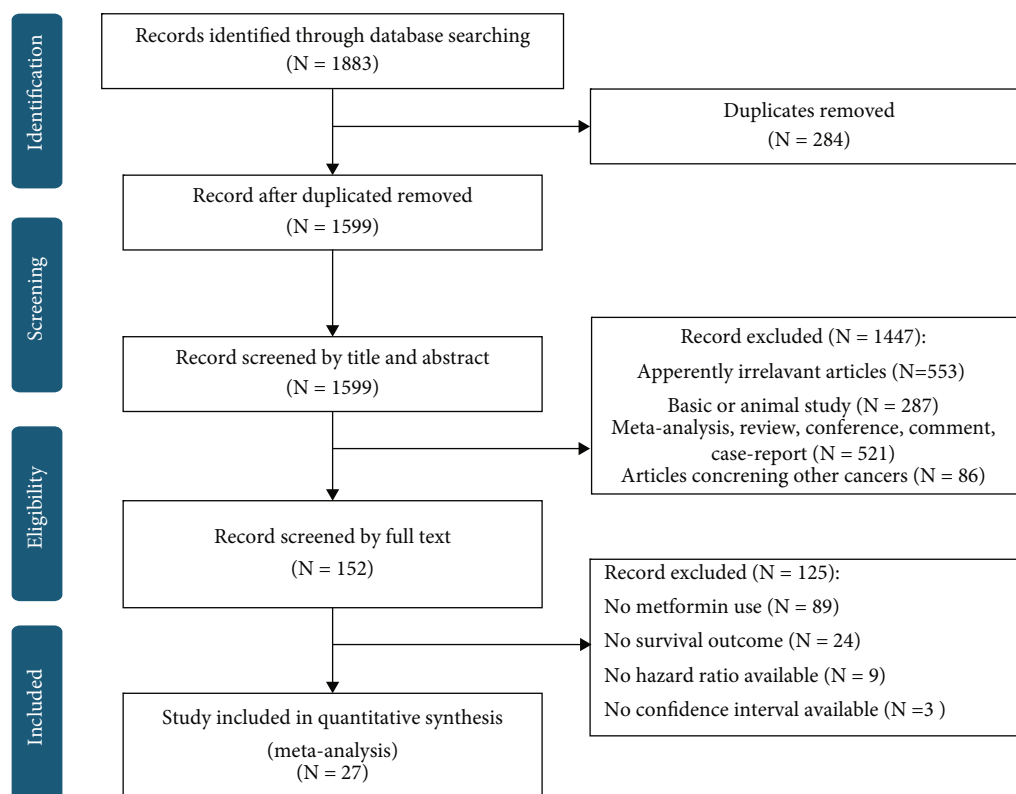 Identification
Records identified through database searching
(N = 1883)
Duplicates removed
(N = 284)
Record after duplicated removed
(N = 1599)
Screening
Record screened by title and abstract
(N = 1599)
Record excluded (N = 1447):
Apperently irrelavant articles (N=553)
Basic or animal study (N = 287)
Meta-analysis, review, conference, comment,
case-report (N = 521)
Articles concrening other cancers (N = 86)
Eligibility
Record screened by full text
(N = 152)
Record excluded (N = 125):
No metformin use (N = 89)
No survival outcome (N = 24)
No hazard ratio available (N = 9)
No confidence interval available (N =3 )
Included
Study included in quantitative synthesis
(meta-analysis)
(N = 27)